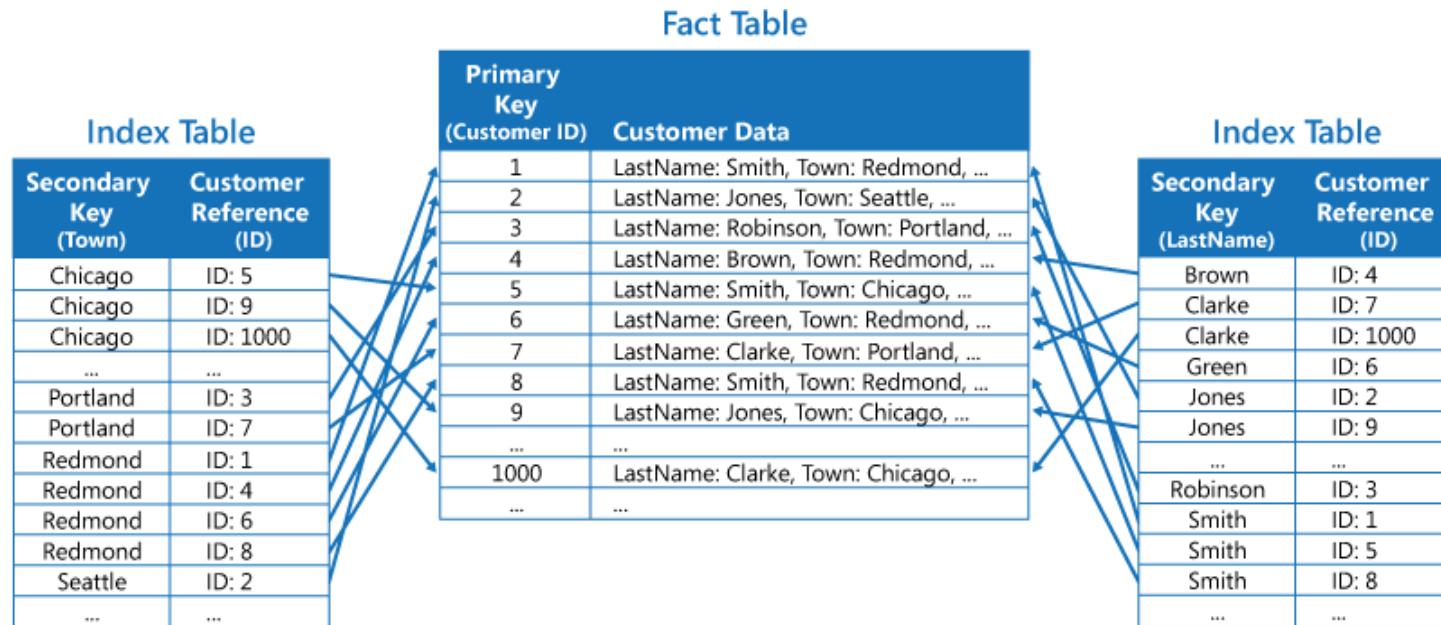 Fact Table
Primary
Key
(Customer ID) Customer Data
1 LastName: Smith, Town: Redmond, ...
2 LastName: Jones, Town: Seattle, ...
3 LastName: Robinson, Town: Portland, ...
4 LastName: Brown, Town: Redmond, ...
5 LastName: Smith, Town: Chicago, ...
6 LastName: Green, Town: Redmond, ...
7 LastName: Clarke, Town: Portland, ...
8 LastName: Smith, Town: Redmond, ...
9 LastName: Jones, Town: Chicago, ...
... ...
1000 LastName: Clarke, Town: Chicago, ...
... ...
Index Table
Secondary Customer
Key Reference
(Town) (ID)
Chicago ID: 5
Chicago ID: 9
Chicago ID: 1000
... ...
Portland ID: 3
Portland ID: 7
Redmond ID: 1
Redmond ID: 4
Redmond ID: 6
Redmond ID: 8
Seattle ID: 2
... ...
Index Table
Secondary Customer
Key Reference
(LastName) (ID)
Brown ID: 4
Clarke ID: 7
Clarke ID: 1000
Green ID: 6
Jones ID: 2
Jones ID: 9
... ...
Robinson ID: 3
Smith ID: 1
Smith ID: 5
Smith ID: 8
... ...